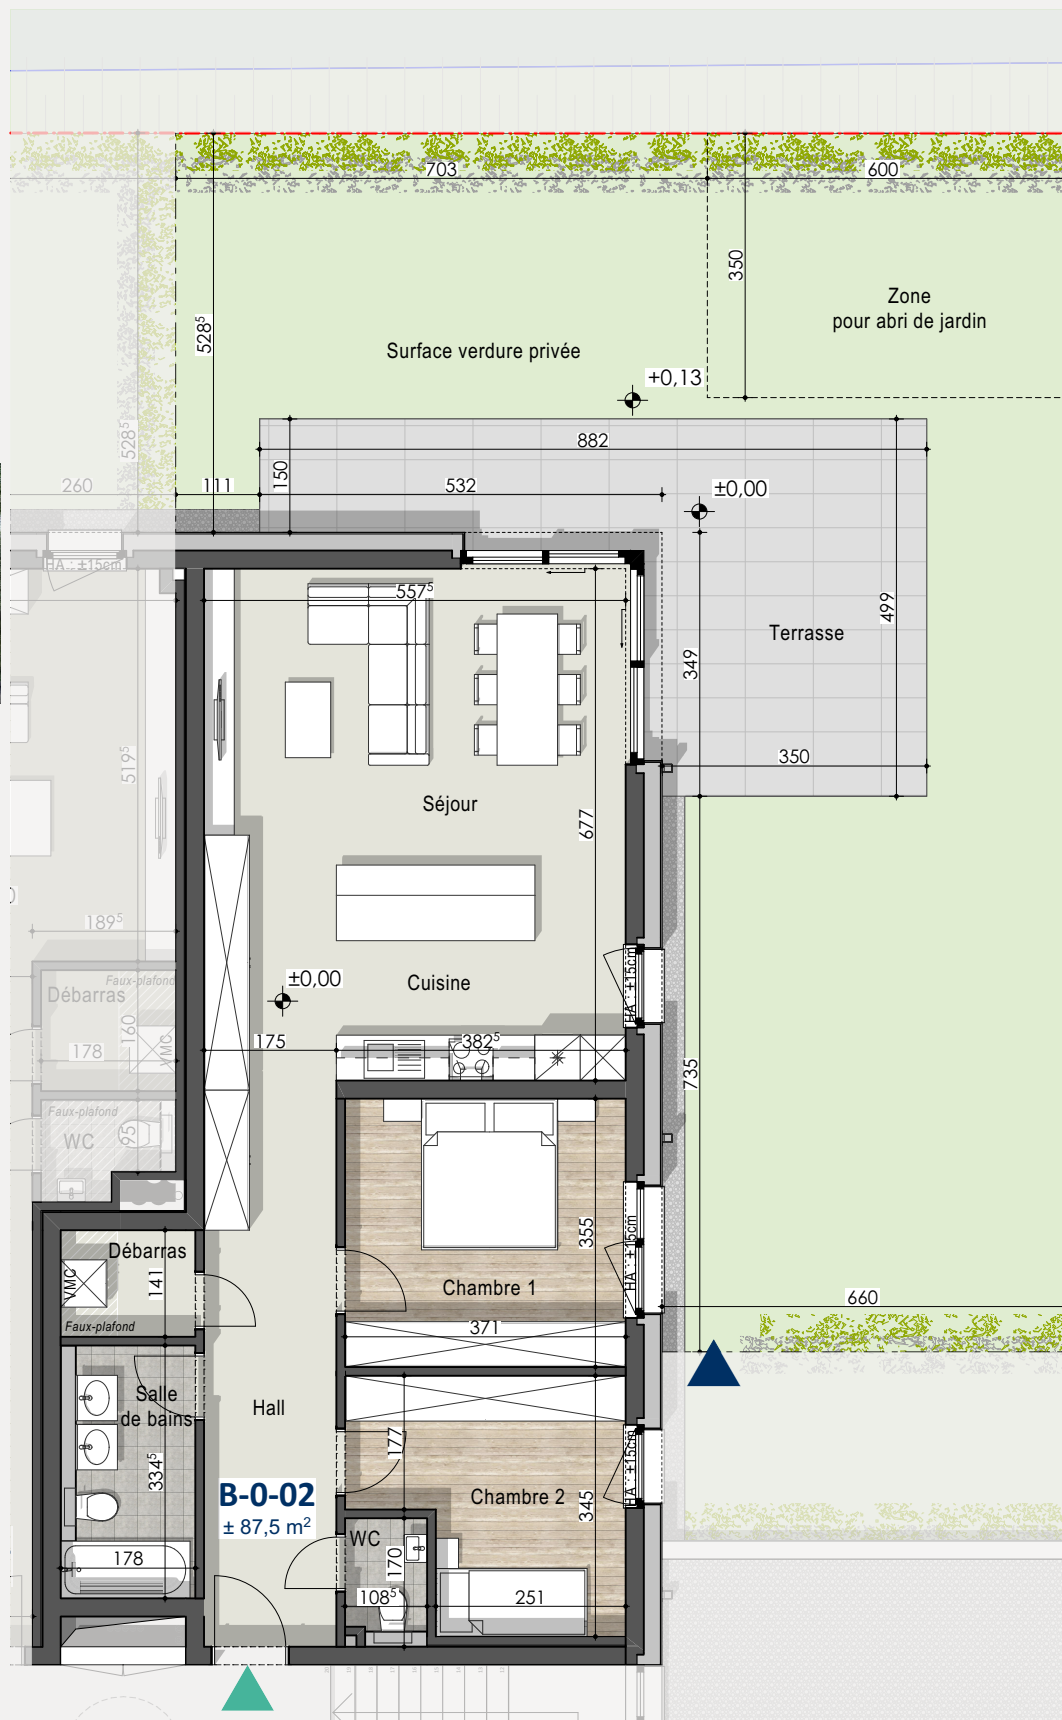 703
600
350
528⁵
Zone
pour abri de jardin
Surface verdure privée
+0,13
528⁵
882
260
111
150
532
±0,00
HA : ±15cm
557⁵
499
Terrasse
349
519⁵
350
Séjour
677
189⁵
HA : ±15cm
Faux-plafond
Débarras
±0,00
Cuisine
160
178
VMC
175
382⁵
735
Faux-plafond
WC
95
355
HA : ±15cm
Débarras
VMC
141
Chambre 1
660
Faux-plafond
371
Salle
de bains
Hall
177
HA : ±15cm
334⁵
B-0-02
± 87,5 m²
Chambre 2
345
WC
178
170
108⁵
251